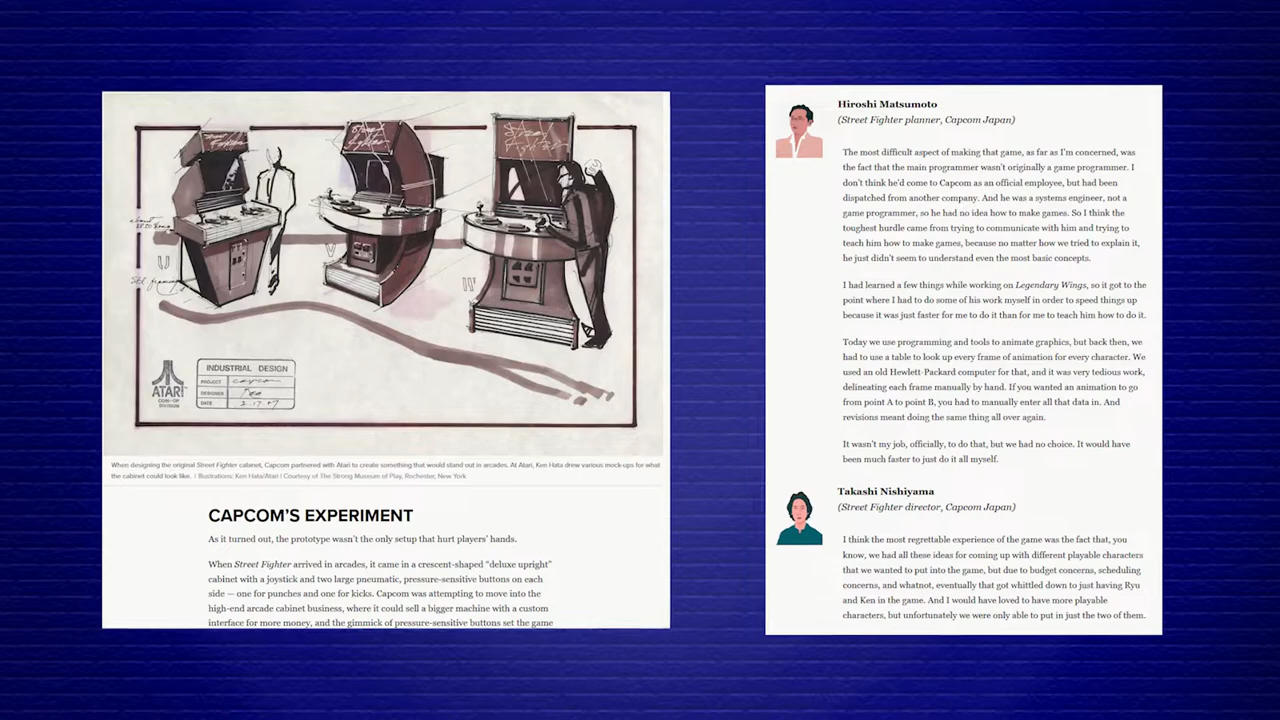 Street Fighter
Street Fighter
Street Fighter
ATARI
COIN-OP
DIVISION
INDUSTRIAL DESIGN
PROJECT
DESIGNER
DATE
When designing the original Street Fighter cabinet, Capcom partnered with Atari to create something that would stand out in arcades. At Atari, Ken Hata drew various mock-ups for what
the cabinet could look like. | Illustrations: Ken Hata/Atari | Courtesy of The Strong Museum of Play, Rochester, New York
CAPCOM'S EXPERIMENT
As it turned out, the prototype wasn't the only setup that hurt players' hands.
When Street Fighter arrived in arcades, it came in a crescent-shaped "deluxe upright"
cabinet with a joystick and two large pneumatic, pressure-sensitive buttons on each
side — one for punches and one for kicks. Capcom was attempting to move into the
high-end arcade cabinet business, where it could sell a bigger machine with a custom
interface for more money, and the gimmick of pressure-sensitive buttons set the game
Hiroshi Matsumoto
(Street Fighter planner, Capcom Japan)
The most difficult aspect of making that game, as far as I'm concerned, was
the fact that the main programmer wasn't originally a game programmer. I
don't think he'd come to Capcom as an official employee, but had been
dispatched from another company. And he was a systems engineer, not a
game programmer, so he had no idea how to make games. So I think the
toughest hurdle came from trying to communicate with him and trying to
teach him how to make games, because no matter how we tried to explain it,
he just didn't seem to understand even the most basic concepts.
I had learned a few things while working on Legendary Wings, so it got to the
point where I had to do some of his work myself in order to speed things up
because it was just faster for me to do it than for me to teach him how to do it.
Today we use programming and tools to animate graphics, but back then, we
had to use a table to look up every frame of animation for every character. We
used an old Hewlett-Packard computer for that, and it was very tedious work,
delineating each frame manually by hand. If you wanted an animation to go
from point A to point B, you had to manually enter all that data in. And
revisions meant doing the same thing all over again.
It wasn't my job, officially, to do that, but we had no choice. It would have
been much faster to just do it all myself.
Takashi Nishiyama
(Street Fighter director, Capcom Japan)
I think the most regrettable experience of the game was the fact that, you
know, we had all these ideas for coming up with different playable characters
that we wanted to put into the game, but due to budget concerns, scheduling
concerns, and whatnot, eventually that got whittled down to just having Ryu
and Ken in the game. And I would have loved to have more playable
characters, but unfortunately we were only able to put in just the two of them.